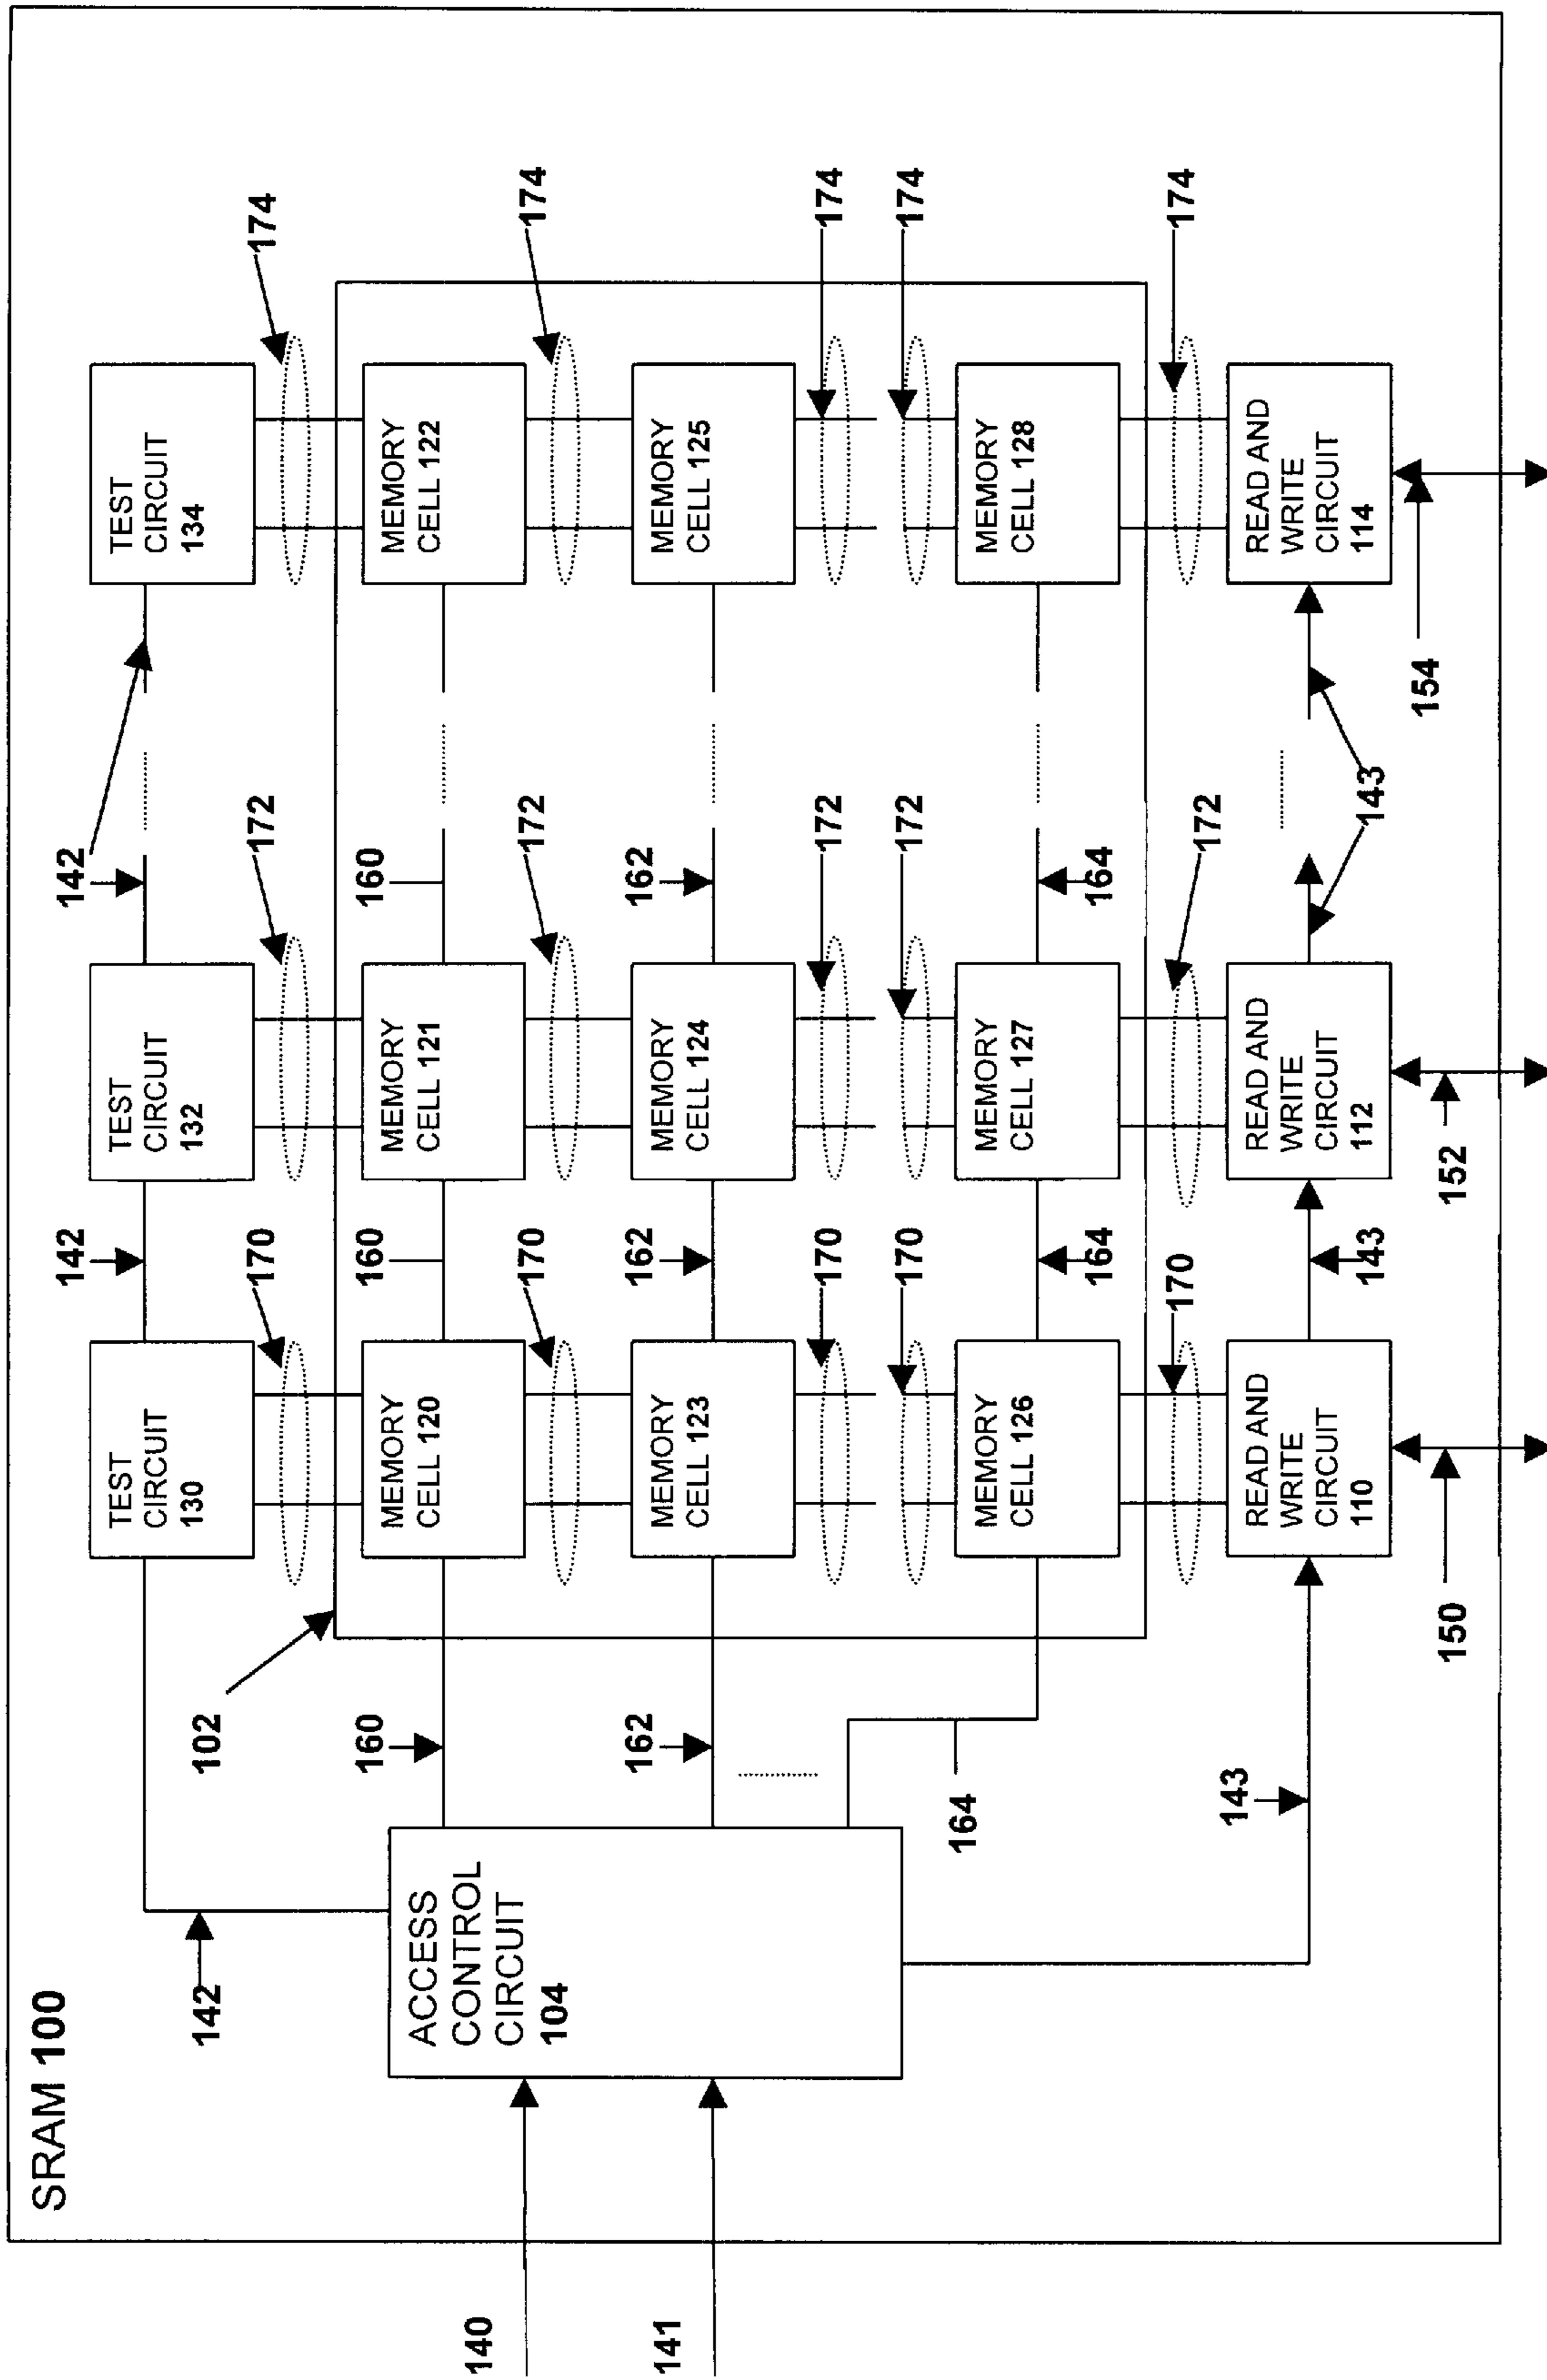 SRAM 100
142
142
TEST
CIRCUIT
130
TEST
CIRCUIT
132
TEST
CIRCUIT
134
142
102
170
172
174
160
160
160
MEMORY
CELL 120
MEMORY
CELL 121
MEMORY
CELL 122
ACCESS
CONTROL
CIRCUIT
104
140
170
172
174
162
162
162
141
MEMORY
CELL 123
MEMORY
CELL 124
MEMORY
CELL 125
170
172
174
170
172
174
164
MEMORY
CELL 126
MEMORY
CELL 127
MEMORY
CELL 128
164
164
170
172
174
143
READ AND
WRITE
CIRCUIT
110
READ AND
WRITE
CIRCUIT
112
READ AND
WRITE
CIRCUIT
114
143
143
150
152
154